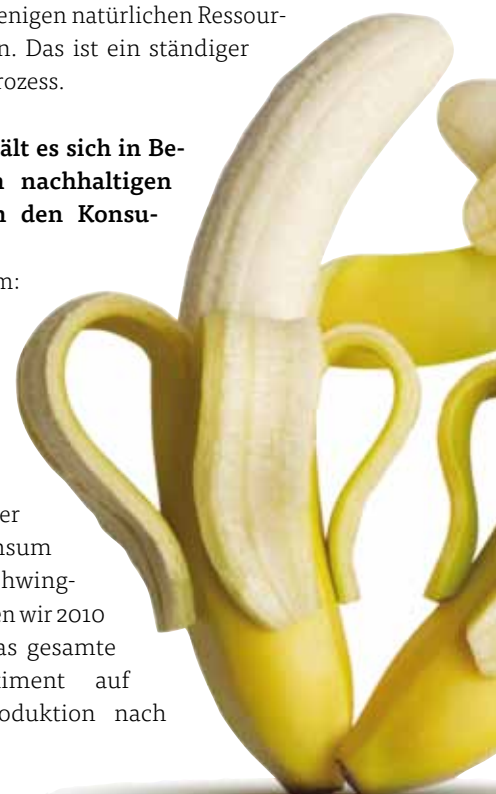 enigen natürlichen Ressour-
n. Das ist ein ständiger
rozess.
ält es sich in Be-
n nachhaltigen
n den Konsu-
m:
er
nsum
hwing-
en wir 2010
as gesamte
iment auf
oduktion nach